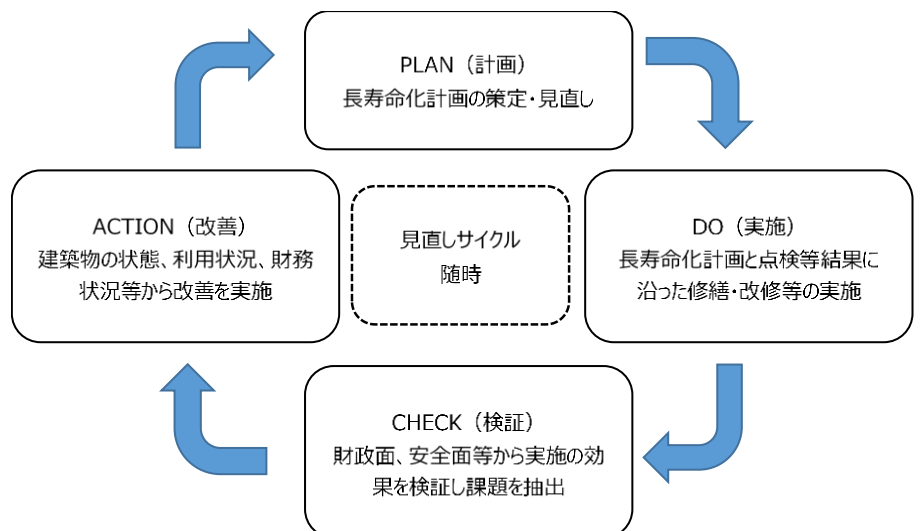 PLAN（計画）
長寿命化計画の策定・見直し
ACTION（改善）
建築物の状態、利用状況、財務
状況等から改善を実施
見直しサイクル
随時
DO（実施）
長寿命化計画と点検等結果に
沿った修繕・改修等の実施
CHECK（検証）
財政面、安全面等から実施の効
果を検証し課題を抽出